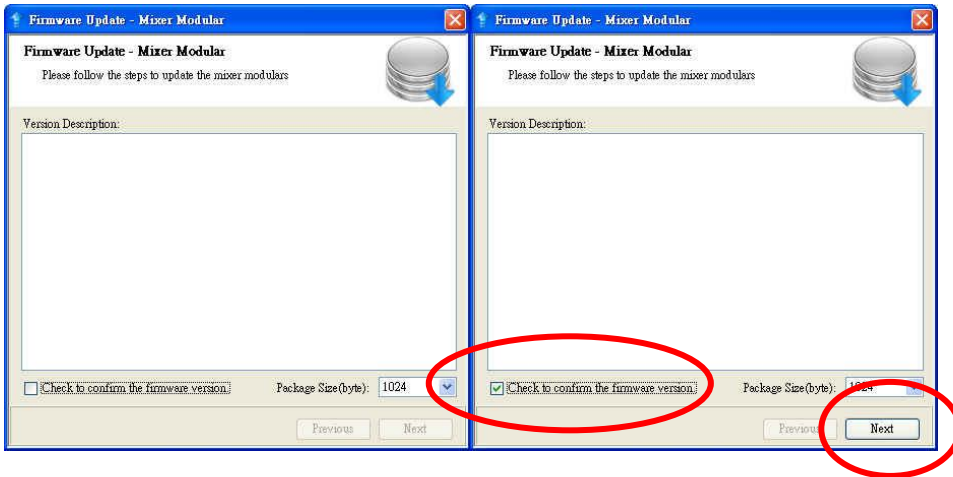 Firmware Update - Mixer Modular
Firmware Update - Mixer Modular
Please follow the steps to update the mixer modulars
Version Description:
Check to confirm the firmware version.
Package Size(byte): 1024
Previous
Next
Firmware Update - Mixer Modular
Firmware Update - Mixer Modular
Please follow the steps to update the mixer modulars
Version Description:
Check to confirm the firmware version.
Package Size(byte): 1024
Previous
Next